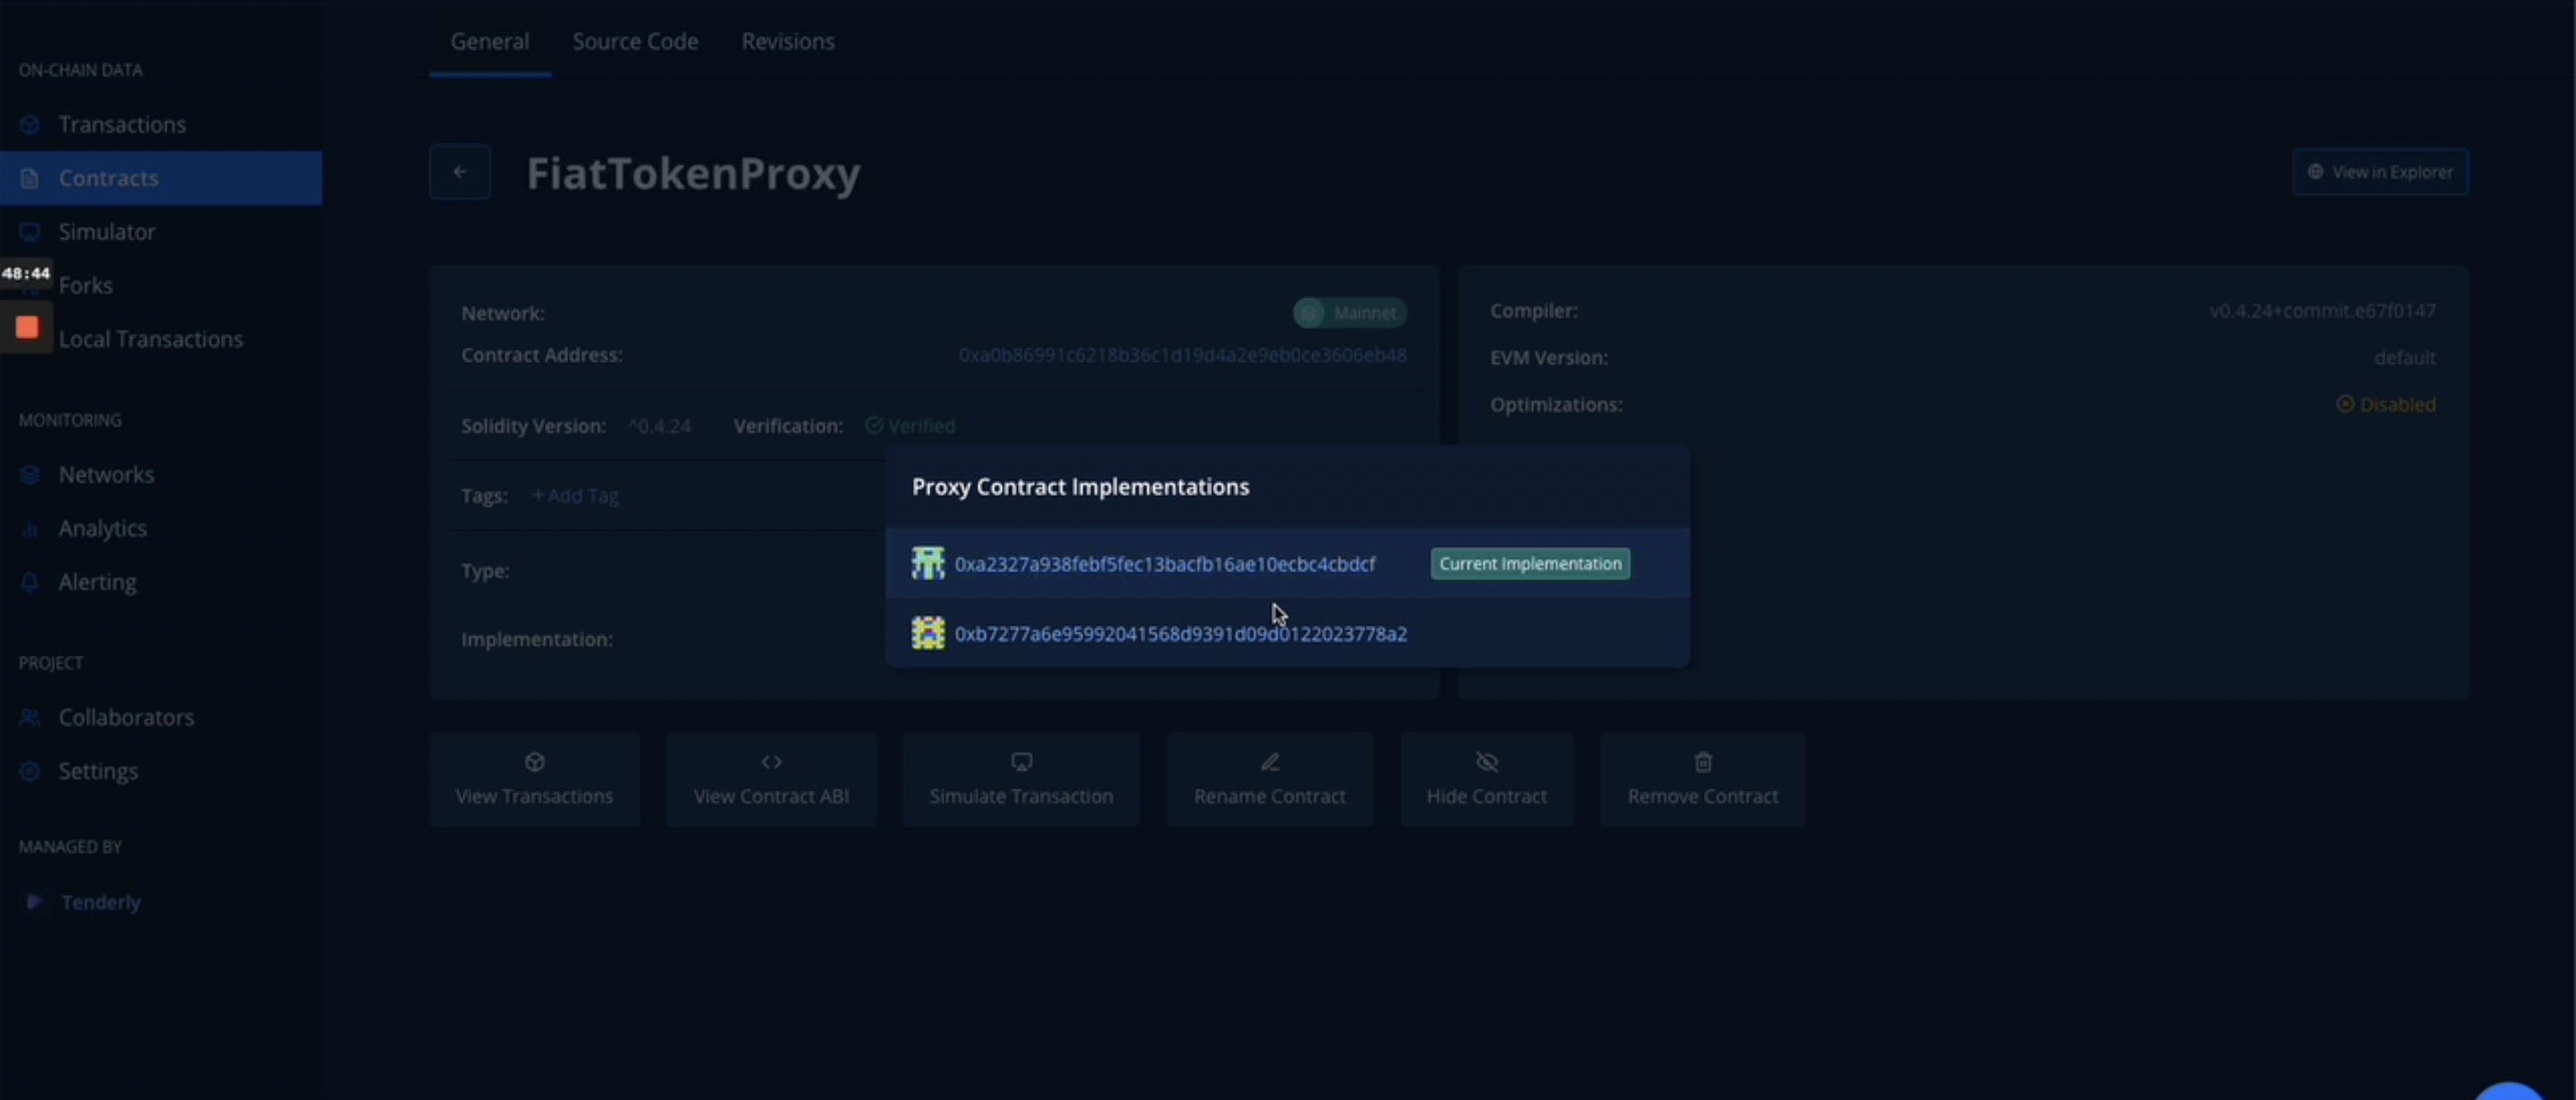 General Source Code Revisions
ON-CHAIN DATA
Transactions
Contracts
Simulator
48:44
Forks
Local Transactions
MONITORING
Networks
Analytics
Alerting
PROJECT
Collaborators
Settings
MANAGED BY
Tenderly
FiatTokenProxy
View in Explorer
Network: Mainnet
Contract Address: 0xa0b86991c6218b36c1d19d4a2e9eb0ce3606eb48
Solidity Version: ^0.4.24 Verification: Verified
Tags: +Add Tag
Type:
Implementation:
Compiler: v0.4.24+commit.e67f0147
EVM Version: default
Optimizations: Disabled
Proxy Contract Implementations
0xa2327a938febf5fec13bacfb16ae10ecbc4cbdcf Current Implementation
0xb7277a6e95992041568d9391d09d0122023778a2
View Transactions
View Contract ABI
Simulate Transaction
Rename Contract
Hide Contract
Remove Contract